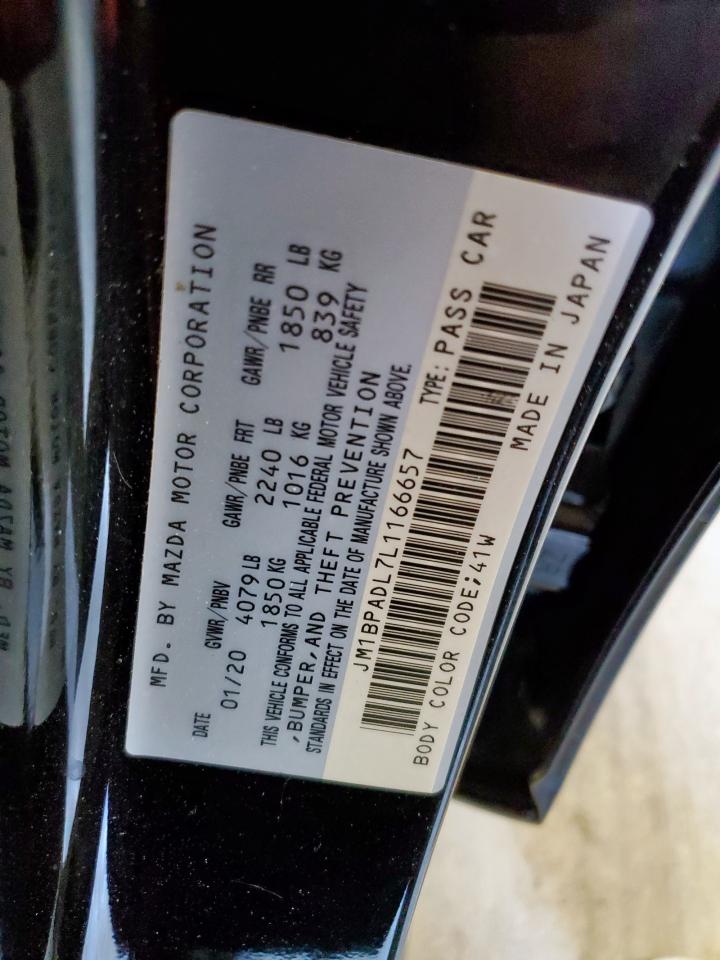 MFD. BY MAZDA MOTOR CORPORATION
DATE GVWR/PNBV GAWR/PNBE FRT GAWR/PNBE RR
01/20 4079 LB 2240 LB 1850 LB
1850 KG 1016 KG 839 KG
THIS VEHICLE CONFORMS TO ALL APPLICABLE FEDERAL MOTOR VEHICLE SAFETY
,BUMPER,AND THEFT PREVENTION
STANDARDS IN EFFECT ON THE DATE OF MANUFACTURE SHOWN ABOVE.
JM1BPADL7L1166657 TYPE: PASS CAR
BODY COLOR CODE;41W MADE IN JAPAN